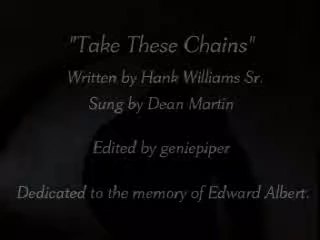 "Take These Chains"
Written by Hank Williams Sr.
Sung by Dean Martin
Edited by geniepiper
Dedicated to the memory of Edward Albert.